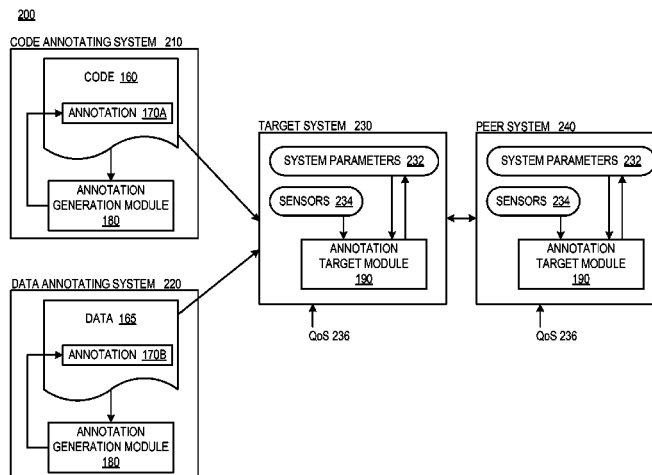 200
CODE ANNOTATING SYSTEM 210
CODE 160
ANNOTATION 170A
ANNOTATION
GENERATION MODULE
180
DATA ANNOTATING SYSTEM 220
DATA 165
ANNOTATION 170B
ANNOTATION
GENERATION MODULE
180
TARGET SYSTEM 230
SYSTEM PARAMETERS 232
SENSORS 234
ANNOTATION
TARGET MODULE
190
QoS 236
PEER SYSTEM 240
SYSTEM PARAMETERS 232
SENSORS 234
ANNOTATION
TARGET MODULE
190
QoS 236